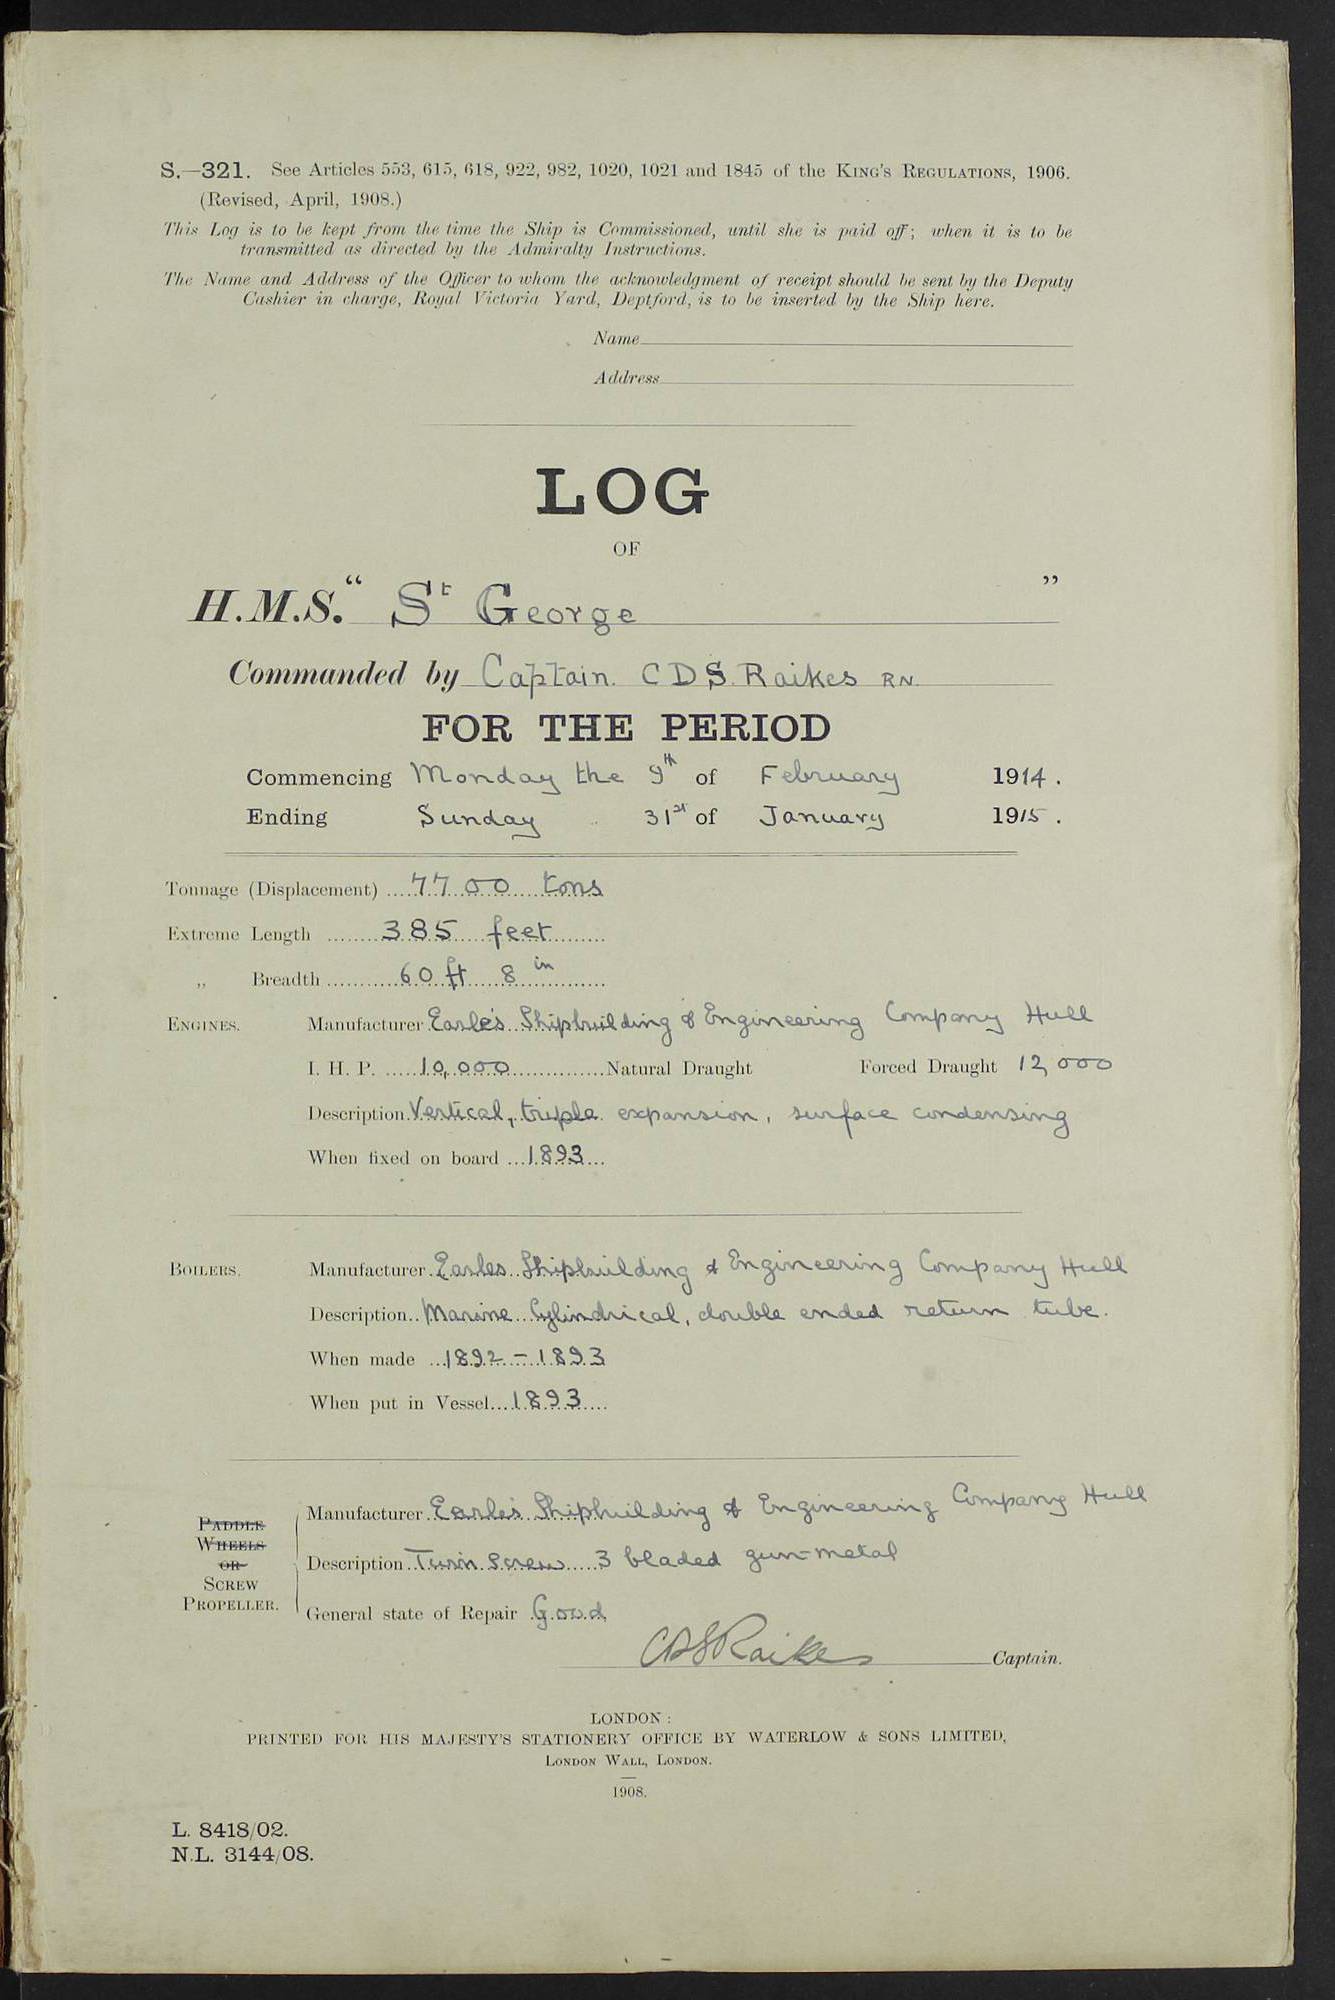 S.—321. See Articles 553, 615, 618, 922, 982, 1020, 1021 and 1845 of the KING'S REGULATIONS, 1906.
(Revised, April, 1908.)
This Log is to be kept from the time the Ship is Commissioned, until she is paid off; when it is to be
transmitted as directed by the Admiralty Instructions.
The Name and Address of the Officer to whom the acknowledgment of receipt should be sent by the Deputy
Cashier in charge, Royal Victoria Yard, Deptford, is to be inserted by the Ship here.
Name
Address
LOG
OF
H.M.S. “ St George ”
Commanded by Captain. C D S. Raikes RN.
FOR THE PERIOD
Commencing Monday the 9th of February 1914.
Ending Sunday 31st of January 1915.
Tonnage (Displacement) 7700 tons
Extreme Length 385 feet
„ Breadth 60 ft 8 in
ENGINES. Manufacturer Earle's Shipbuilding & Engineering Company Hull
I. H. P. 10,000 Natural Draught Forced Draught 12,000
Description Vertical, triple expansion, surface condensing
When fixed on board 1893
BOILERS. Manufacturer Earles Shipbuilding & Engineering Company Hull
Description Marine Cylindrical, double ended return tube.
When made 1892 – 1893
When put in Vessel 1893
PADDLE WHEELS OR SCREW PROPELLER.
Manufacturer Earle's Shipbuilding & Engineering Company Hull
Description Twin Screw 3 bladed gun-metal
General state of Repair Good
CDSRaikes Captain.
LONDON:
PRINTED FOR HIS MAJESTY'S STATIONERY OFFICE BY WATERLOW & SONS LIMITED,
LONDON WALL, LONDON.
1908.
L. 8418/02.
N.L. 3144/08.